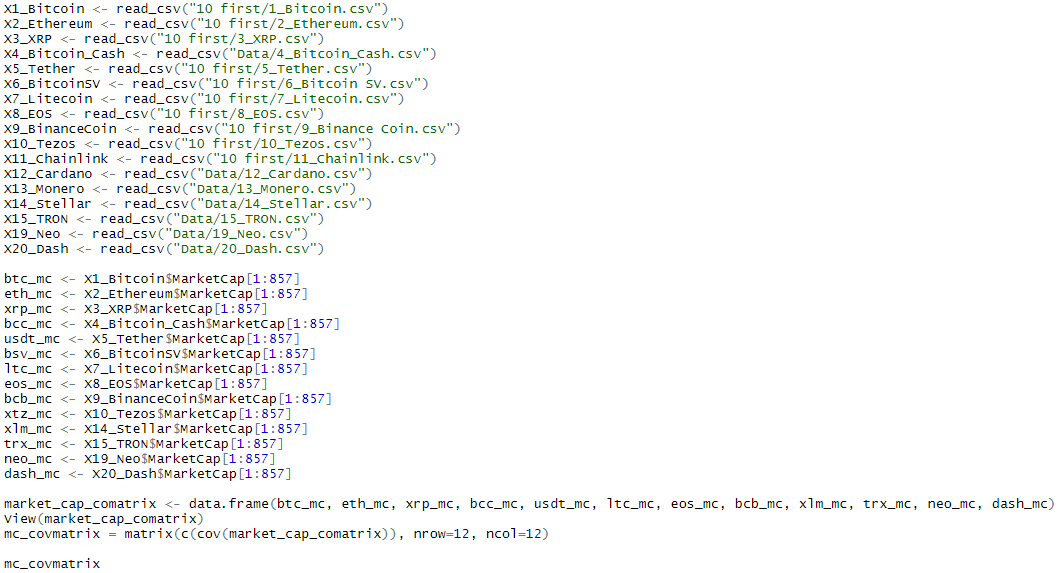 X1_Bitcoin <- read_csv("10 first/1_Bitcoin.csv")
X2_Ethereum <- read_csv("10 first/2_Ethereum.csv")
X3_XRP <- read_csv("10 first/3_XRP.csv")
X4_Bitcoin_Cash <- read_csv("Data/4_Bitcoin_Cash.csv")
X5_Tether <- read_csv("10 first/5_Tether.csv")
X6_BitcoinSV <- read_csv("10 first/6_Bitcoin SV.csv")
X7_Litecoin <- read_csv("10 first/7_Litecoin.csv")
X8_EOS <- read_csv("10 first/8_EOS.csv")
X9_BinanceCoin <- read_csv("10 first/9_Binance Coin.csv")
X10_Tezos <- read_csv("10 first/10_Tezos.csv")
X11_Chainlink <- read_csv("10 first/11_Chainlink.csv")
X12_Cardano <- read_csv("Data/12_Cardano.csv")
X13_Monero <- read_csv("Data/13_Monero.csv")
X14_Stellar <- read_csv("Data/14_Stellar.csv")
X15_TRON <- read_csv("Data/15_TRON.csv")
X19_Neo <- read_csv("Data/19_Neo.csv")
X20_Dash <- read_csv("Data/20_Dash.csv")
btc_mc <- X1_Bitcoin$MarketCap[1:857]
eth_mc <- X2_Ethereum$MarketCap[1:857]
xrp_mc <- X3_XRP$MarketCap[1:857]
bcc_mc <- X4_Bitcoin_Cash$MarketCap[1:857]
usdt_mc <- X5_Tether$MarketCap[1:857]
bsv_mc <- X6_BitcoinSV$MarketCap[1:857]
ltc_mc <- X7_Litecoin$MarketCap[1:857]
eos_mc <- X8_EOS$MarketCap[1:857]
bcb_mc <- X9_BinanceCoin$MarketCap[1:857]
xtz_mc <- X10_Tezos$MarketCap[1:857]
xlm_mc <- X14_Stellar$MarketCap[1:857]
trx_mc <- X15_TRON$MarketCap[1:857]
neo_mc <- X19_Neo$MarketCap[1:857]
dash_mc <- X20_Dash$MarketCap[1:857]
market_cap_comatrix <- data.frame(btc_mc, eth_mc, xrp_mc, bcc_mc, usdt_mc, ltc_mc, eos_mc, bcb_mc, xlm_mc, trx_mc, neo_mc, dash_mc)
View(market_cap_comatrix)
mc_covmatrix = matrix(c(cov(market_cap_comatrix)), nrow=12, ncol=12)
mc_covmatrix